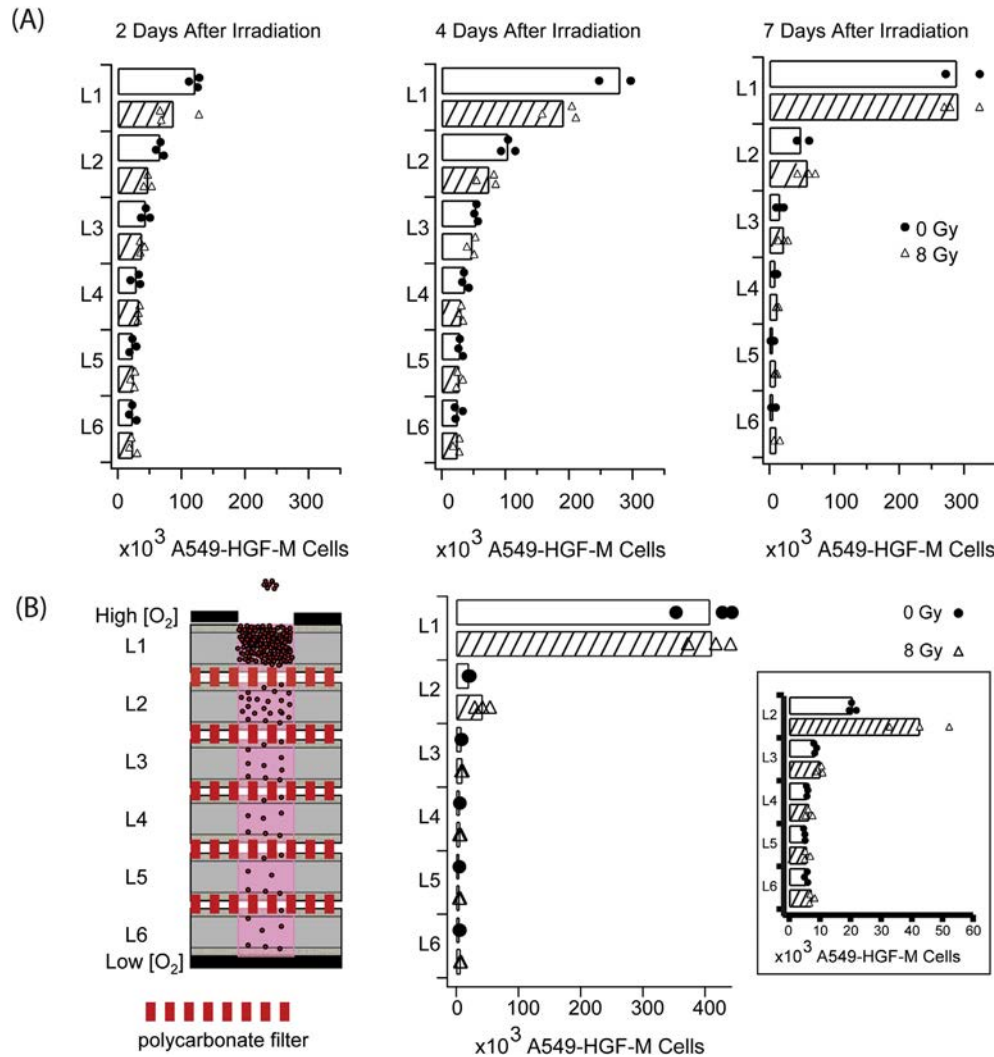 (A)
2 Days After Irradiation
4 Days After Irradiation
7 Days After Irradiation
L1
L2
L3
L4
L5
L6
0 100 200 300
x10³ A549-HGF-M Cells
L1
L2
L3
L4
L5
L6
0 100 200 300
x10³ A549-HGF-M Cells
L1
L2
L3
L4
L5
L6
0 Gy
8 Gy
0 100 200 300
x10³ A549-HGF-M Cells
(B)
High [O₂]
L1
L2
L3
L4
L5
L6
Low [O₂]
polycarbonate filter
L1
L2
L3
L4
L5
L6
0 100 200 300 400
x10³ A549-HGF-M Cells
0 Gy
8 Gy
L2
L3
L4
L5
L6
0 10 20 30 40 50 60
x10³ A549-HGF-M Cells